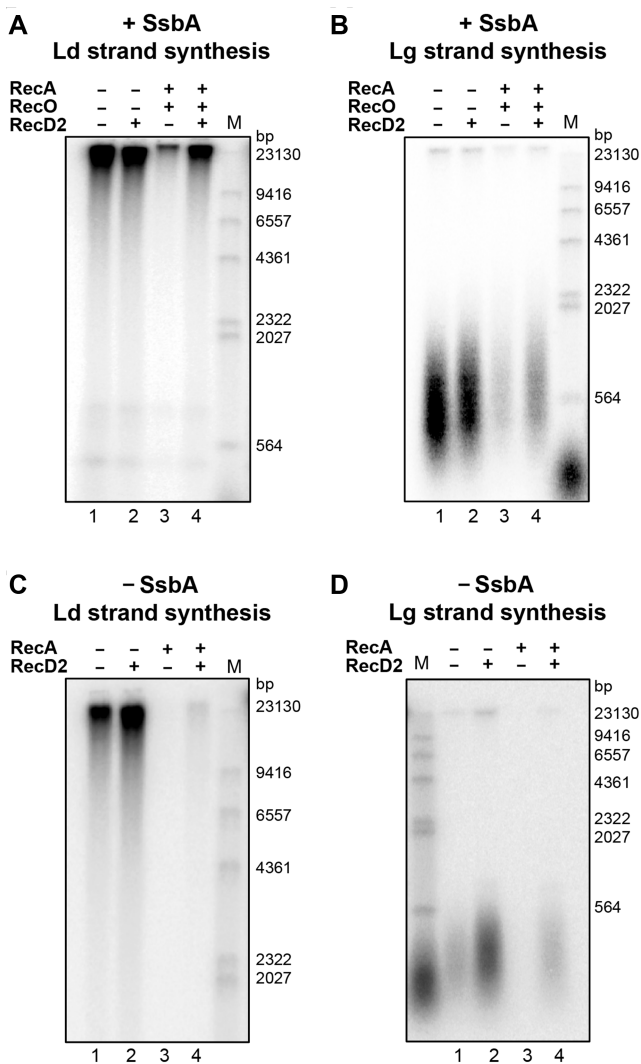 A
+ SsbA
Ld strand synthesis
RecA – – + +
RecO – – + +
RecD2 – + – + M
bp
23130
9416
6557
4361
2322
2027
564
1 2 3 4
B
+ SsbA
Lg strand synthesis
RecA – – + +
RecO – – + +
RecD2 – + – + M
bp
23130
9416
6557
4361
2322
2027
564
1 2 3 4
C
– SsbA
Ld strand synthesis
RecA – – + +
RecD2 – + – + M
bp
23130
9416
6557
4361
2322
2027
1 2 3 4
D
– SsbA
Lg strand synthesis
RecA – – + +
RecD2 M – + – +
bp
23130
9416
6557
4361
2322
2027
564
1 2 3 4